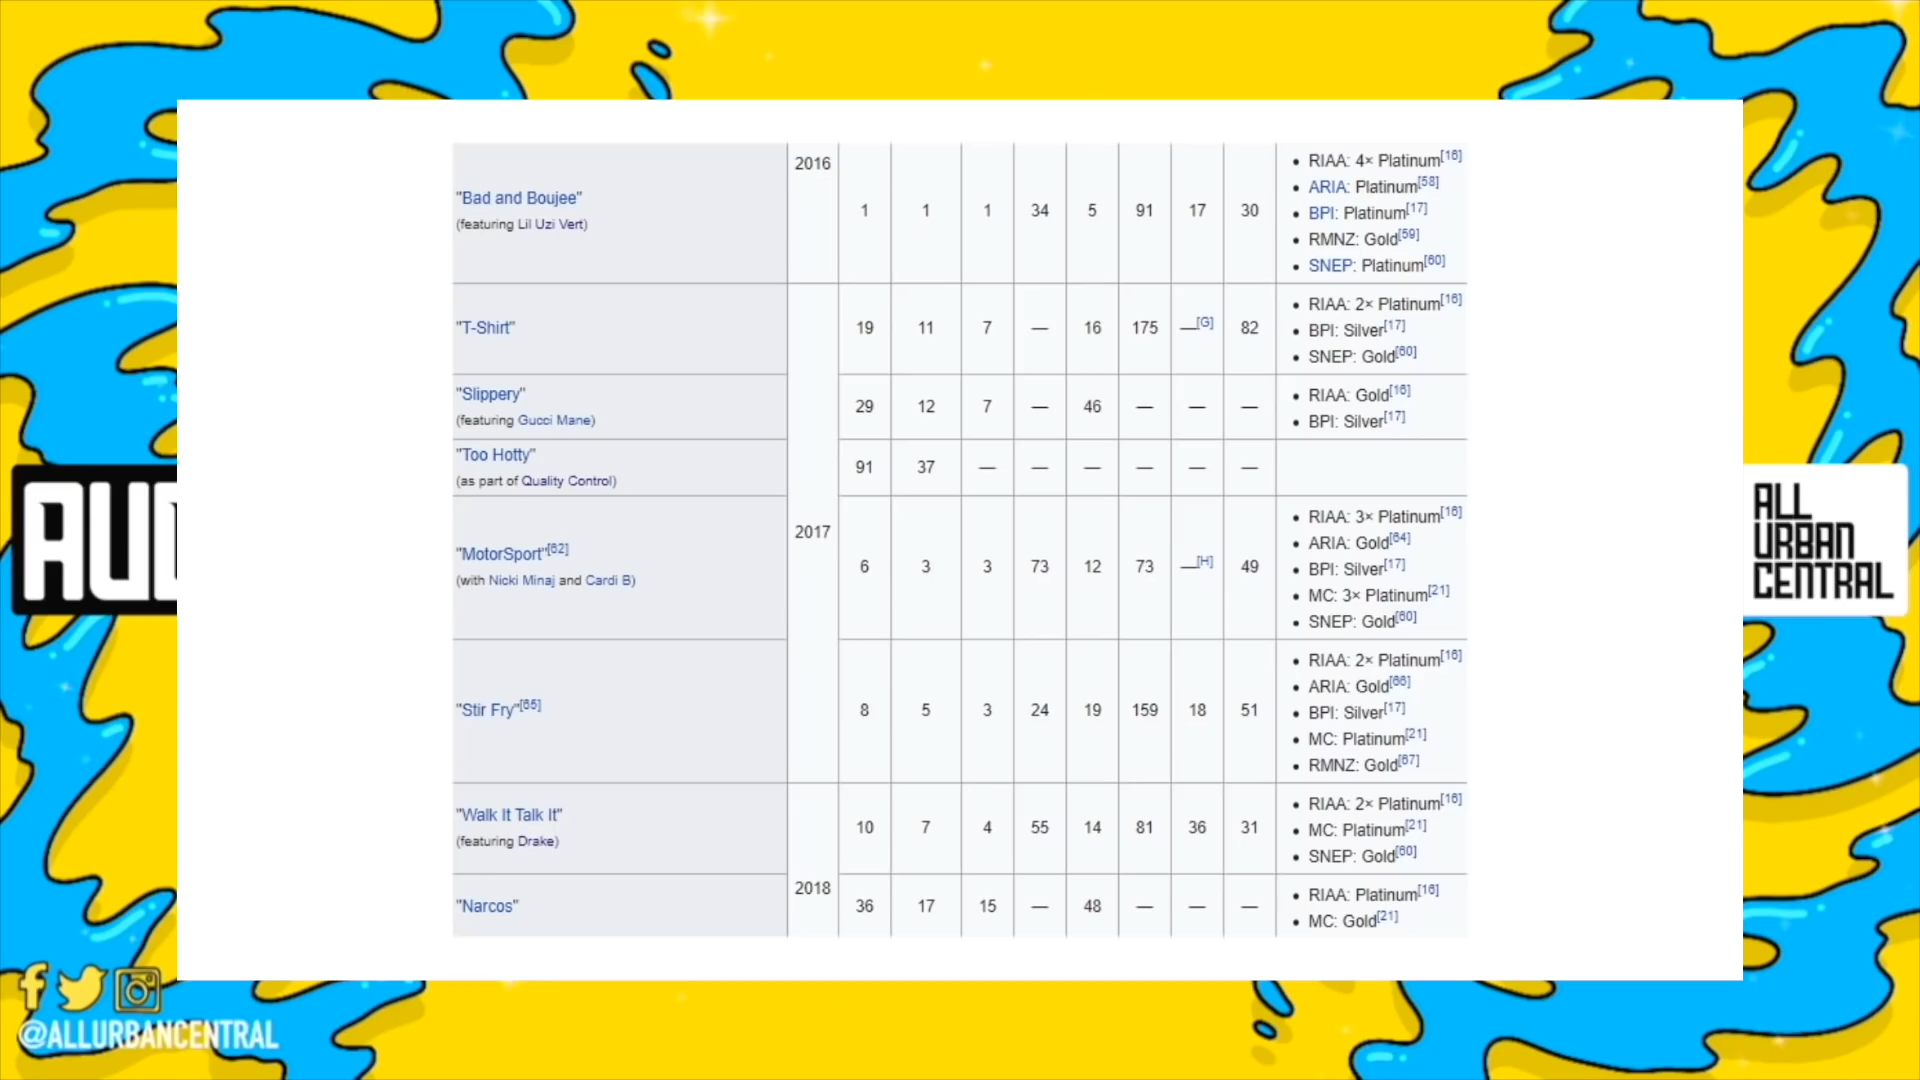 "Bad and Boujee"
(featuring Lil Uzi Vert)
2016
1 1 1 34 5 91 17 30
• RIAA: 4× Platinum[16]
• ARIA: Platinum[58]
• BPI: Platinum[17]
• RMNZ: Gold[59]
• SNEP: Platinum[60]
"T-Shirt"
2017
19 11 7 — 16 175 —[G] 82
• RIAA: 2× Platinum[16]
• BPI: Silver[17]
• SNEP: Gold[60]
"Slippery"
(featuring Gucci Mane)
29 12 7 — 46 — — —
• RIAA: Gold[16]
• BPI: Silver[17]
"Too Hotty"
(as part of Quality Control)
91 37 — — — — — —
"MotorSport"[62]
(with Nicki Minaj and Cardi B)
6 3 3 73 12 73 —[H] 49
• RIAA: 3× Platinum[16]
• ARIA: Gold[64]
• BPI: Silver[17]
• MC: 3× Platinum[21]
• SNEP: Gold[60]
"Stir Fry"[65]
8 5 3 24 19 159 18 51
• RIAA: 2× Platinum[16]
• ARIA: Gold[66]
• BPI: Silver[17]
• MC: Platinum[21]
• RMNZ: Gold[67]
"Walk It Talk It"
(featuring Drake)
2018
10 7 4 55 14 81 36 31
• RIAA: 2× Platinum[16]
• MC: Platinum[21]
• SNEP: Gold[60]
"Narcos"
36 17 15 — 48 — — —
• RIAA: Platinum[16]
• MC: Gold[21]
ALL
URBAN
CENTRAL
@ALLURBANCENTRAL